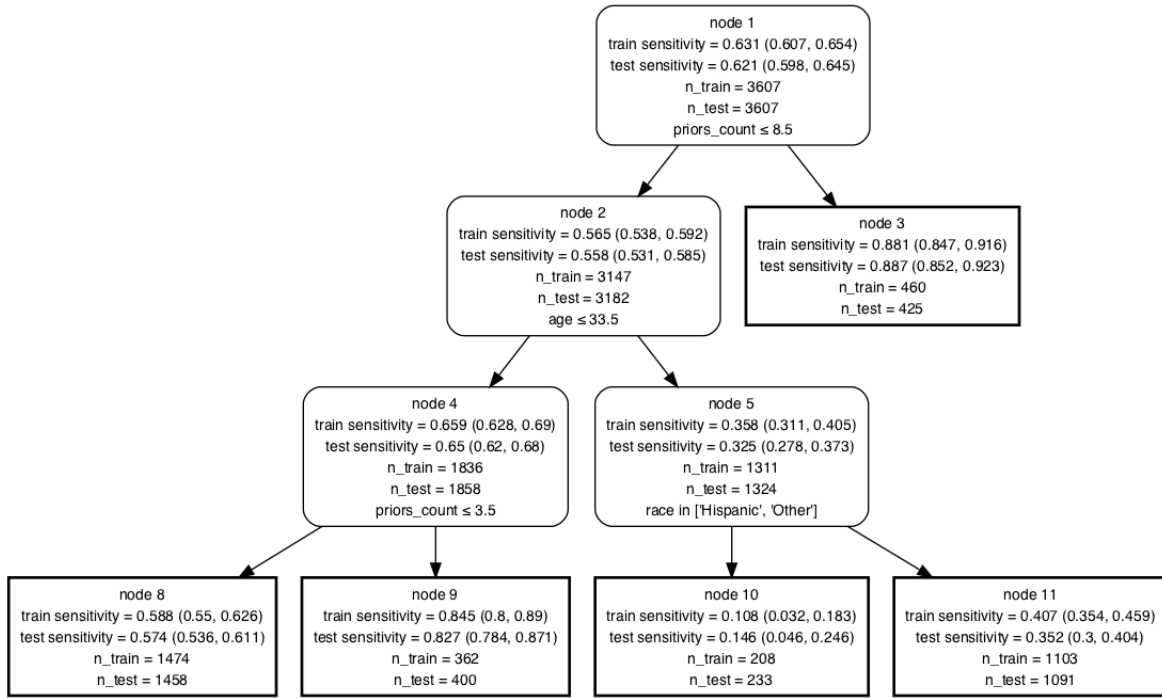 node 1
train sensitivity = 0.631 (0.607, 0.654)
test sensitivity = 0.621 (0.598, 0.645)
n_train = 3607
n_test = 3607
priors_count ≤ 8.5
node 2
train sensitivity = 0.565 (0.538, 0.592)
test sensitivity = 0.558 (0.531, 0.585)
n_train = 3147
n_test = 3182
age ≤ 33.5
node 3
train sensitivity = 0.881 (0.847, 0.916)
test sensitivity = 0.887 (0.852, 0.923)
n_train = 460
n_test = 425
node 4
train sensitivity = 0.659 (0.628, 0.69)
test sensitivity = 0.65 (0.62, 0.68)
n_train = 1836
n_test = 1858
priors_count ≤ 3.5
node 5
train sensitivity = 0.358 (0.311, 0.405)
test sensitivity = 0.325 (0.278, 0.373)
n_train = 1311
n_test = 1324
race in ['Hispanic', 'Other']
node 8
train sensitivity = 0.588 (0.55, 0.626)
test sensitivity = 0.574 (0.536, 0.611)
n_train = 1474
n_test = 1458
node 9
train sensitivity = 0.845 (0.8, 0.89)
test sensitivity = 0.827 (0.784, 0.871)
n_train = 362
n_test = 400
node 10
train sensitivity = 0.108 (0.032, 0.183)
test sensitivity = 0.146 (0.046, 0.246)
n_train = 208
n_test = 233
node 11
train sensitivity = 0.407 (0.354, 0.459)
test sensitivity = 0.352 (0.3, 0.404)
n_train = 1103
n_test = 1091